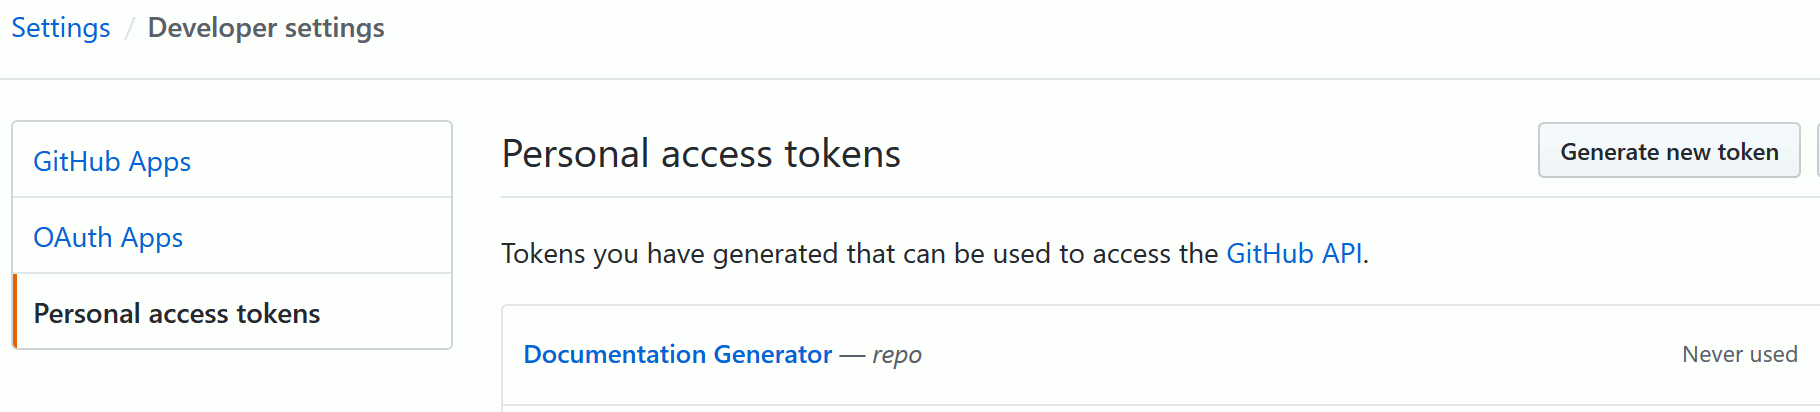 Settings / Developer settings
GitHub Apps
OAuth Apps
Personal access tokens
Personal access tokens
Generate new token
Tokens you have generated that can be used to access the GitHub API.
Documentation Generator — repo
Never used